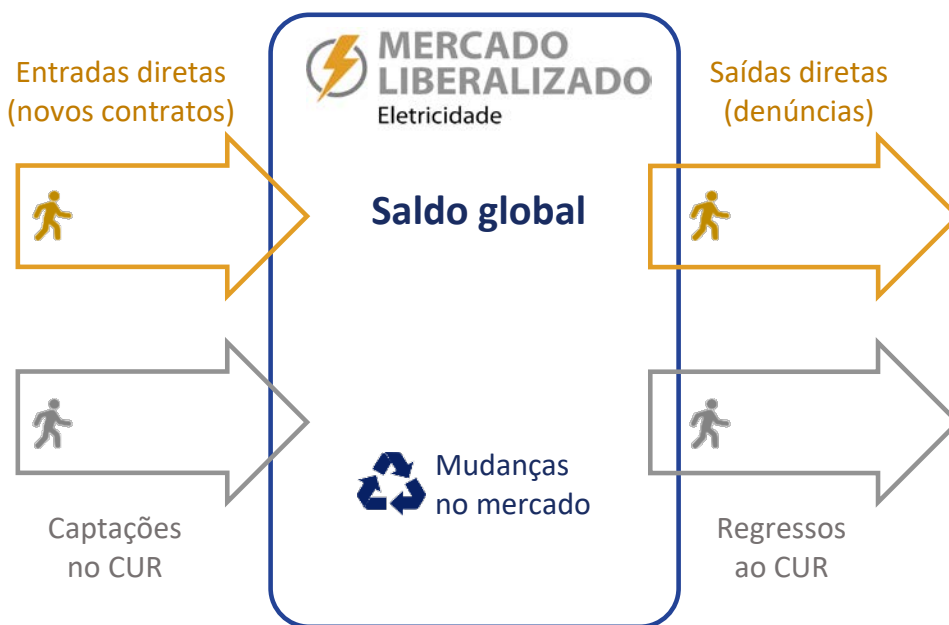 MERCADO
LIBERALIZADO
Eletricidade
Entradas diretas
(novos contratos)
Saídas diretas
(denúncias)
Saldo global
Mudanças
no mercado
Captações
no CUR
Regressos
ao CUR